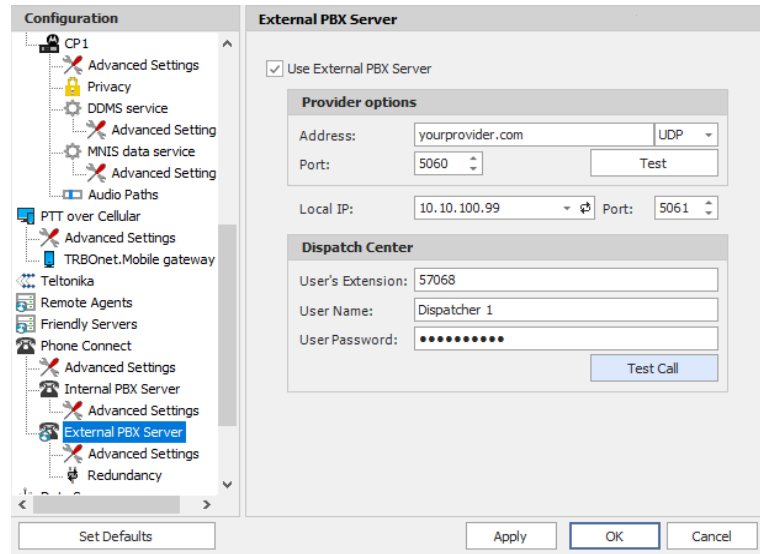 Configuration
CP1
Advanced Settings
Privacy
DDMS service
Advanced Setting
MNIS data service
Advanced Setting
Audio Paths
PTT over Cellular
Advanced Settings
TRBOnet.Mobile gateway
Teltonika
Remote Agents
Friendly Servers
Phone Connect
Advanced Settings
Internal PBX Server
Advanced Settings
External PBX Server
Advanced Settings
Redundancy
Set Defaults
External PBX Server
Use External PBX Server
Provider options
Address: yourprovider.com UDP
Port: 5060 Test
Local IP: 10.10.100.99 Port: 5061
Dispatch Center
User's Extension: 57068
User Name: Dispatcher 1
User Password: ●●●●●●●●●●
Test Call
Apply OK Cancel